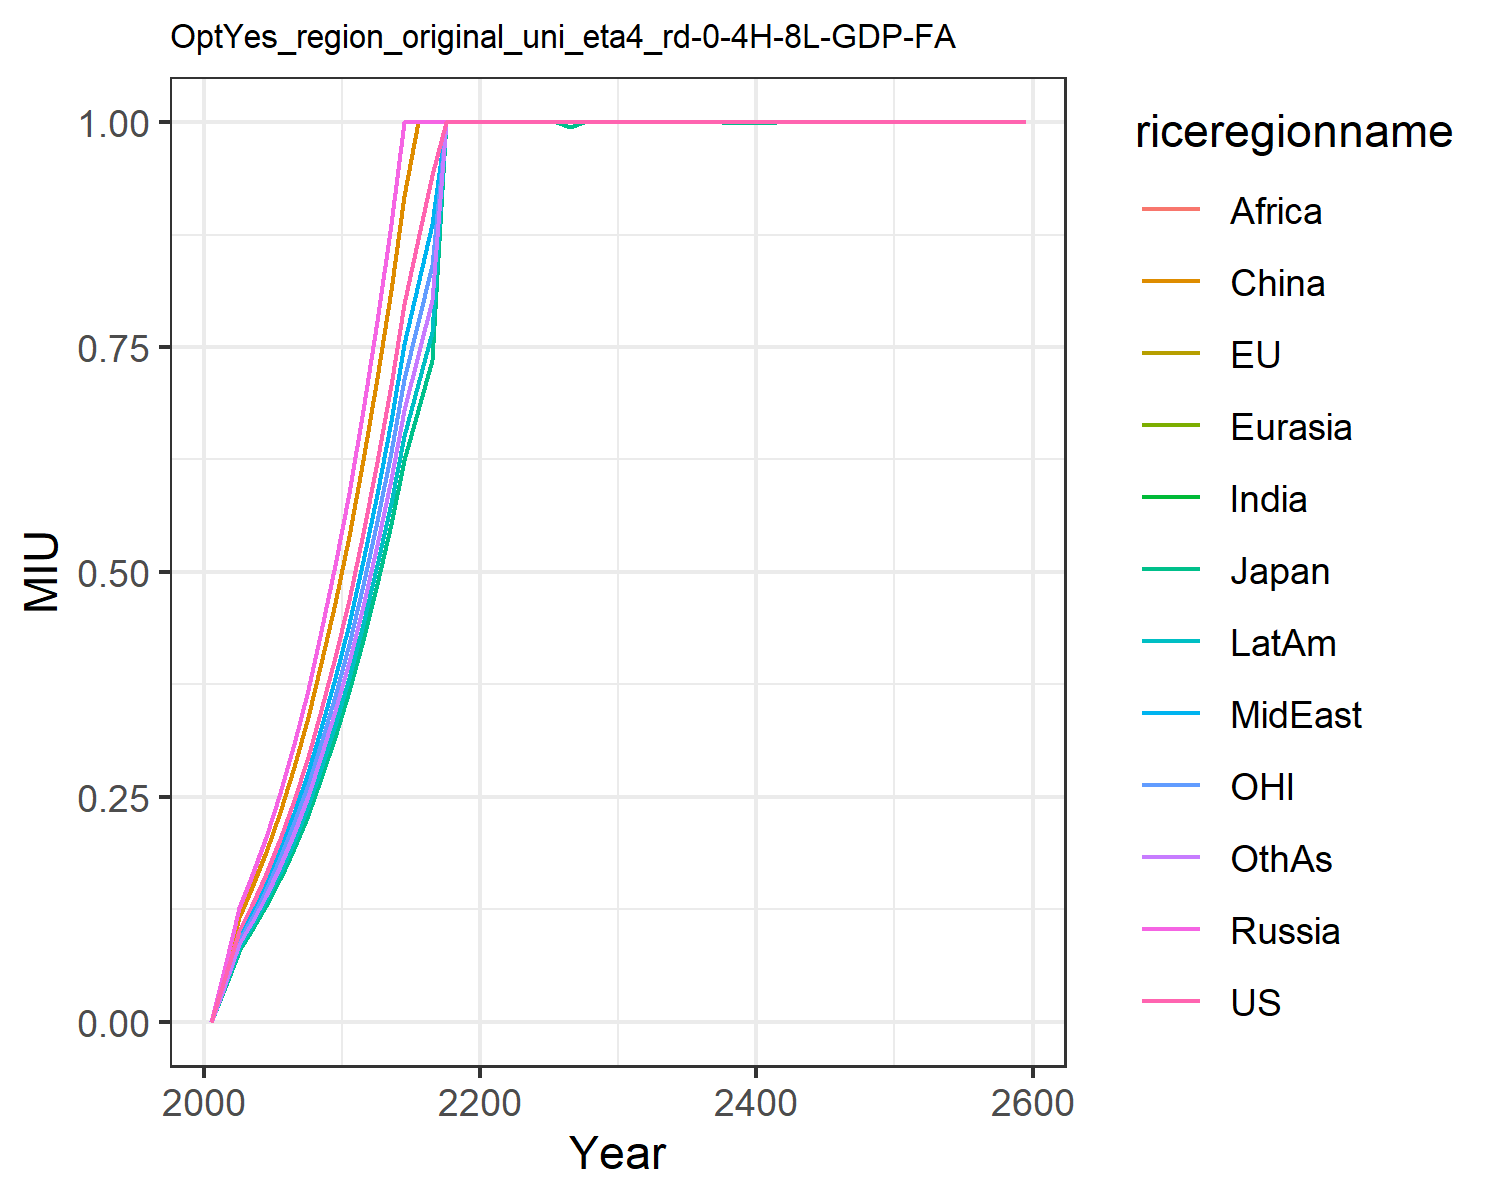 OptYes_region_original_uni_eta4_rd-0-4H-8L-GDP-FA
1.00
0.75
0.50
0.25
0.00
MIU
2000 2200 2400 2600
Year
riceregionname
Africa
China
EU
Eurasia
India
Japan
LatAm
MidEast
OHI
OthAs
Russia
US